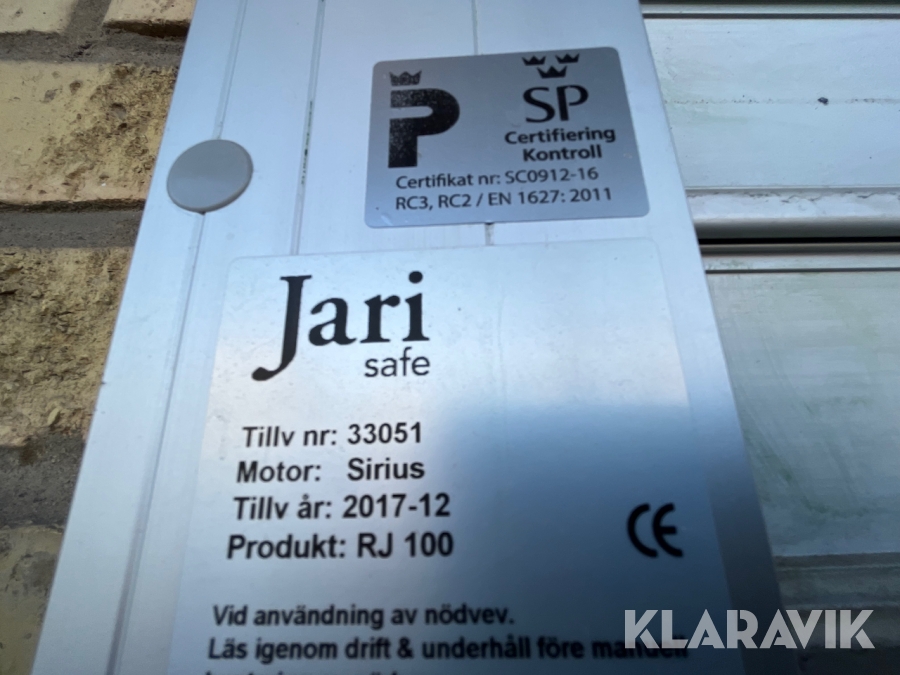 P
SP
Certifiering
Kontroll
Certifikat nr: SC0912-16
RC3, RC2 / EN 1627: 2011
Jari
safe
Tillv nr: 33051
Motor: Sirius
Tillv år: 2017-12
Produkt: RJ 100
CE
Vid användning av nödvev.
Läs igenom drift & underhåll före manuell
KLARAVIK